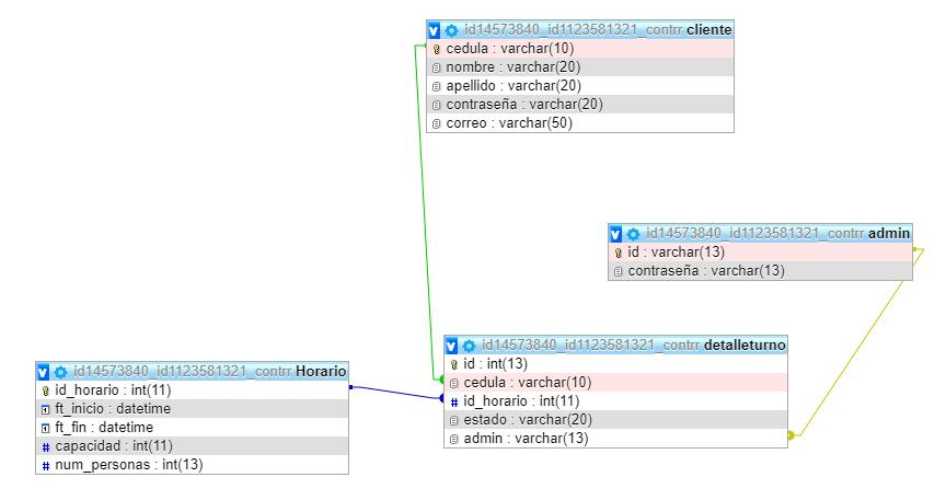 id14573840_id1123581321_contrr cliente
cedula : varchar(10)
nombre : varchar(20)
apellido : varchar(20)
contraseña : varchar(20)
correo : varchar(50)
id14573840_id1123581321_contrr admin
id : varchar(13)
contraseña : varchar(13)
id14573840_id1123581321_contrr detalleturno
id : int(13)
cedula : varchar(10)
id_horario : int(11)
estado : varchar(20)
admin : varchar(13)
id14573840_id1123581321_contrr Horario
id_horario : int(11)
ft_inicio : datetime
ft_fin : datetime
capacidad : int(11)
num_personas : int(13)